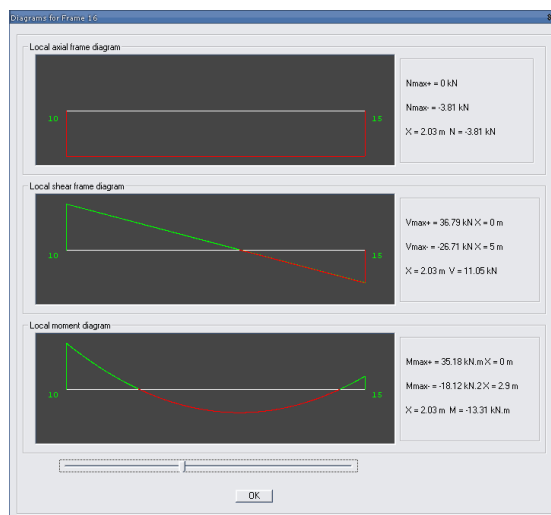 Diagrams for Frame 16
Local axial frame diagram
10
15
Nmax+ = 0 kN
Nmax- = -3.81 kN
X = 2.03 m N = -3.81 kN
Local shear frame diagram
10
15
Vmax+ = 36.79 kN X = 0 m
Vmax- = -26.71 kN X = 5 m
X = 2.03 m V = 11.05 kN
Local moment diagram
10
15
Mmax+ = 35.18 kN.m X = 0 m
Mmax- = -18.12 kN.2 X = 2.9 m
X = 2.03 m M = -13.31 kN.m
OK